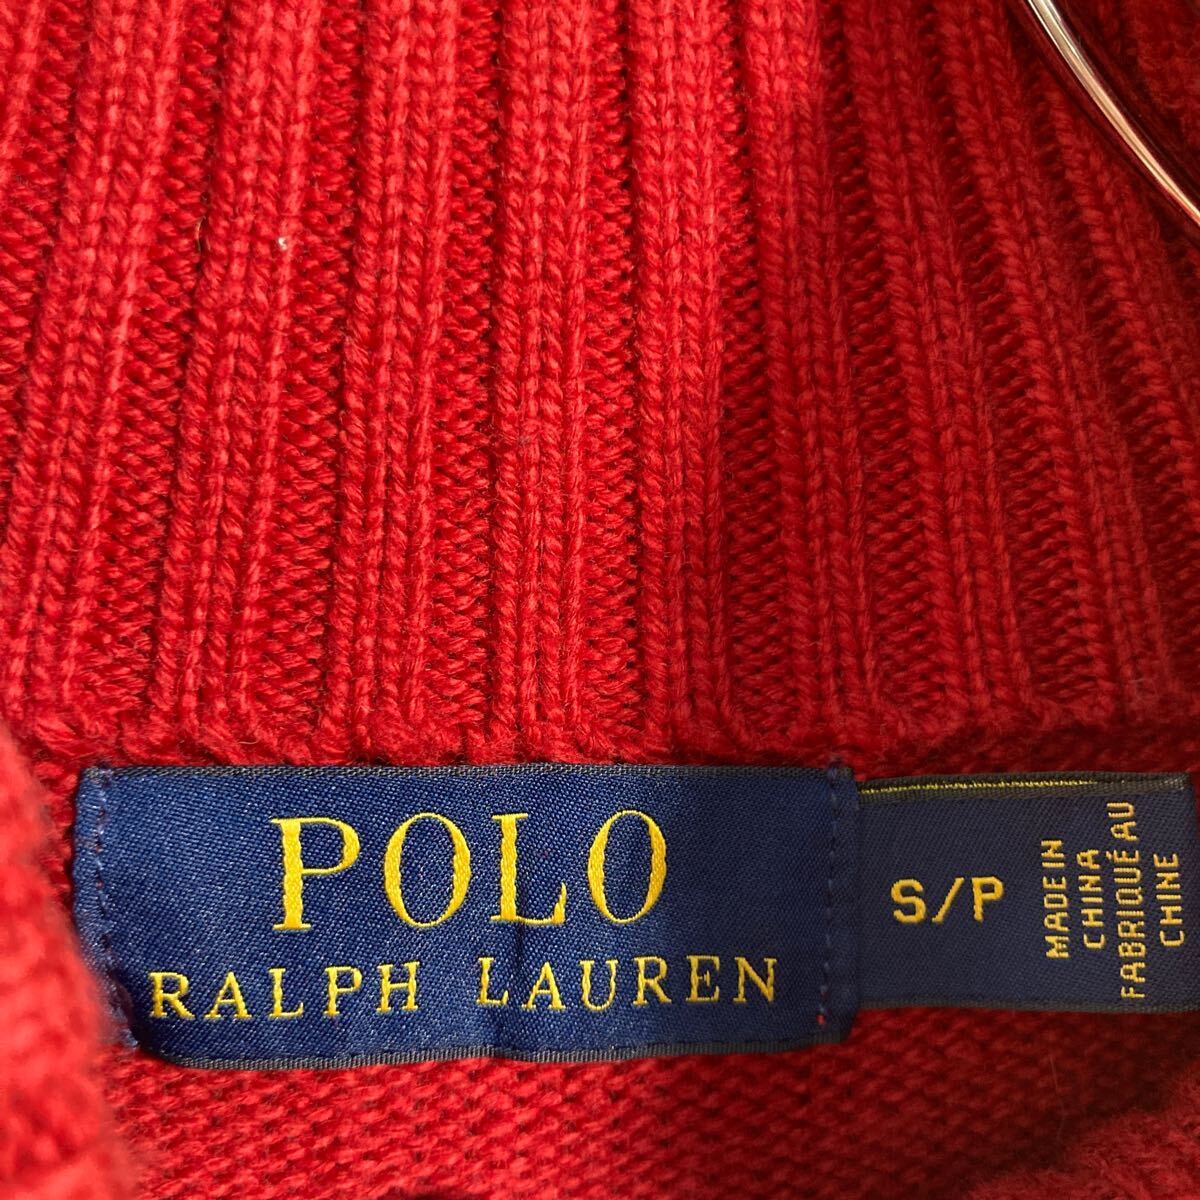 POLO
RALPH LAUREN
S/P
MADE IN
CHINA
FABRIQUÉ AU
CHINE